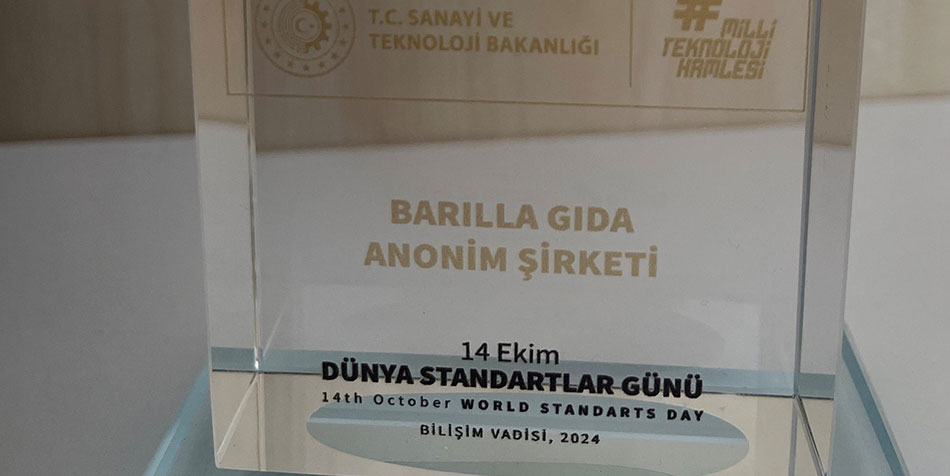 T.C. SANAYİ VE
TEKNOLOJİ BAKANLIĞI
#MİLLİ
TEKNOLOJİ
HAMLESİ
BARILLA GIDA
ANONİM ŞİRKETİ
14 Ekim
DÜNYA STANDARTLAR GÜNÜ
14th October WORLD STANDARTS DAY
BİLİŞİM VADİSİ, 2024